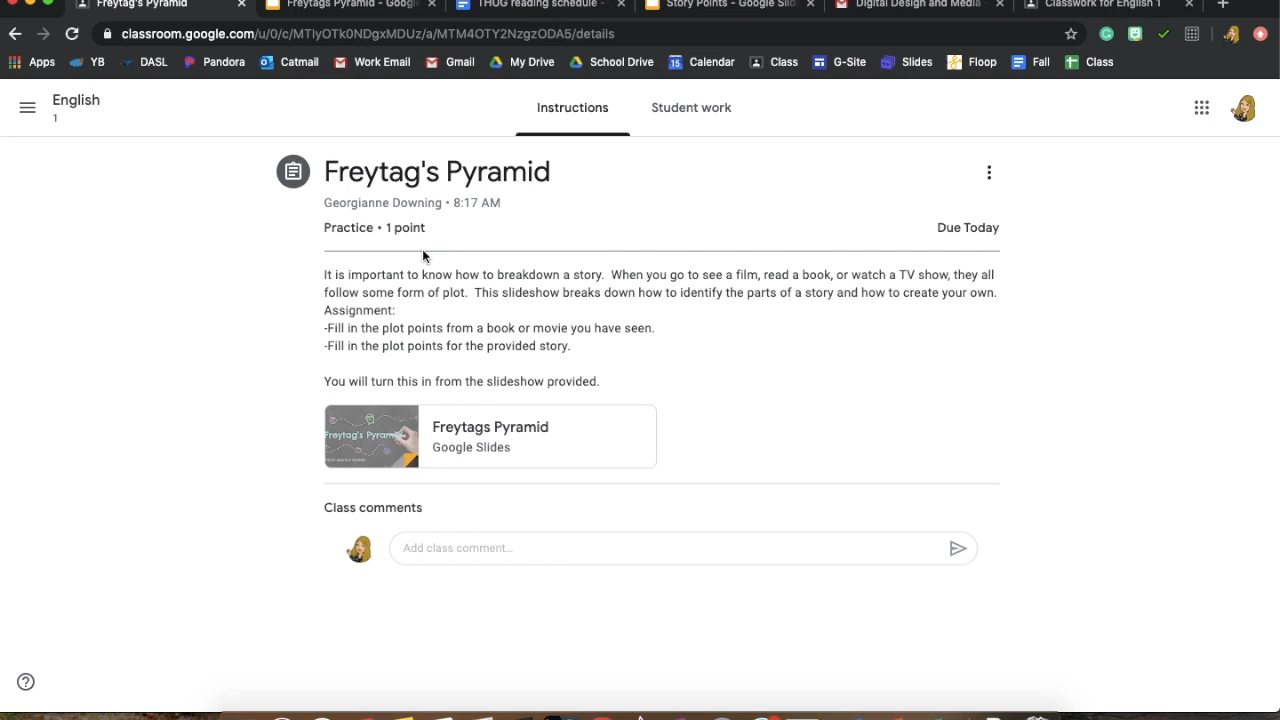 Freytag's Pyramid
Freytags Pyramid - Goog
THUG reading schedule -
Story Points - Google Slid
Digital Design and Media
Classwork for English 1
classroom.google.com/u/0/c/MTIyOTk0NDgxMDUz/a/MTM4OTY2NzgzODA5/details
Apps YB DASL Pandora Catmail Work Email Gmail My Drive School Drive Calendar Class G-Site Slides Floop Fall Class
English
1
Instructions
Student work
Freytag's Pyramid
Georgianne Downing • 8:17 AM
Practice • 1 point
Due Today
It is important to know how to breakdown a story. When you go to see a film, read a book, or watch a TV show, they all
follow some form of plot. This slideshow breaks down how to identify the parts of a story and how to create your own.
Assignment:
-Fill in the plot points from a book or movie you have seen.
-Fill in the plot points for the provided story.
You will turn this in from the slideshow provided.
Freytag's Pyramid
Freytags Pyramid
Google Slides
Class comments
Add class comment...